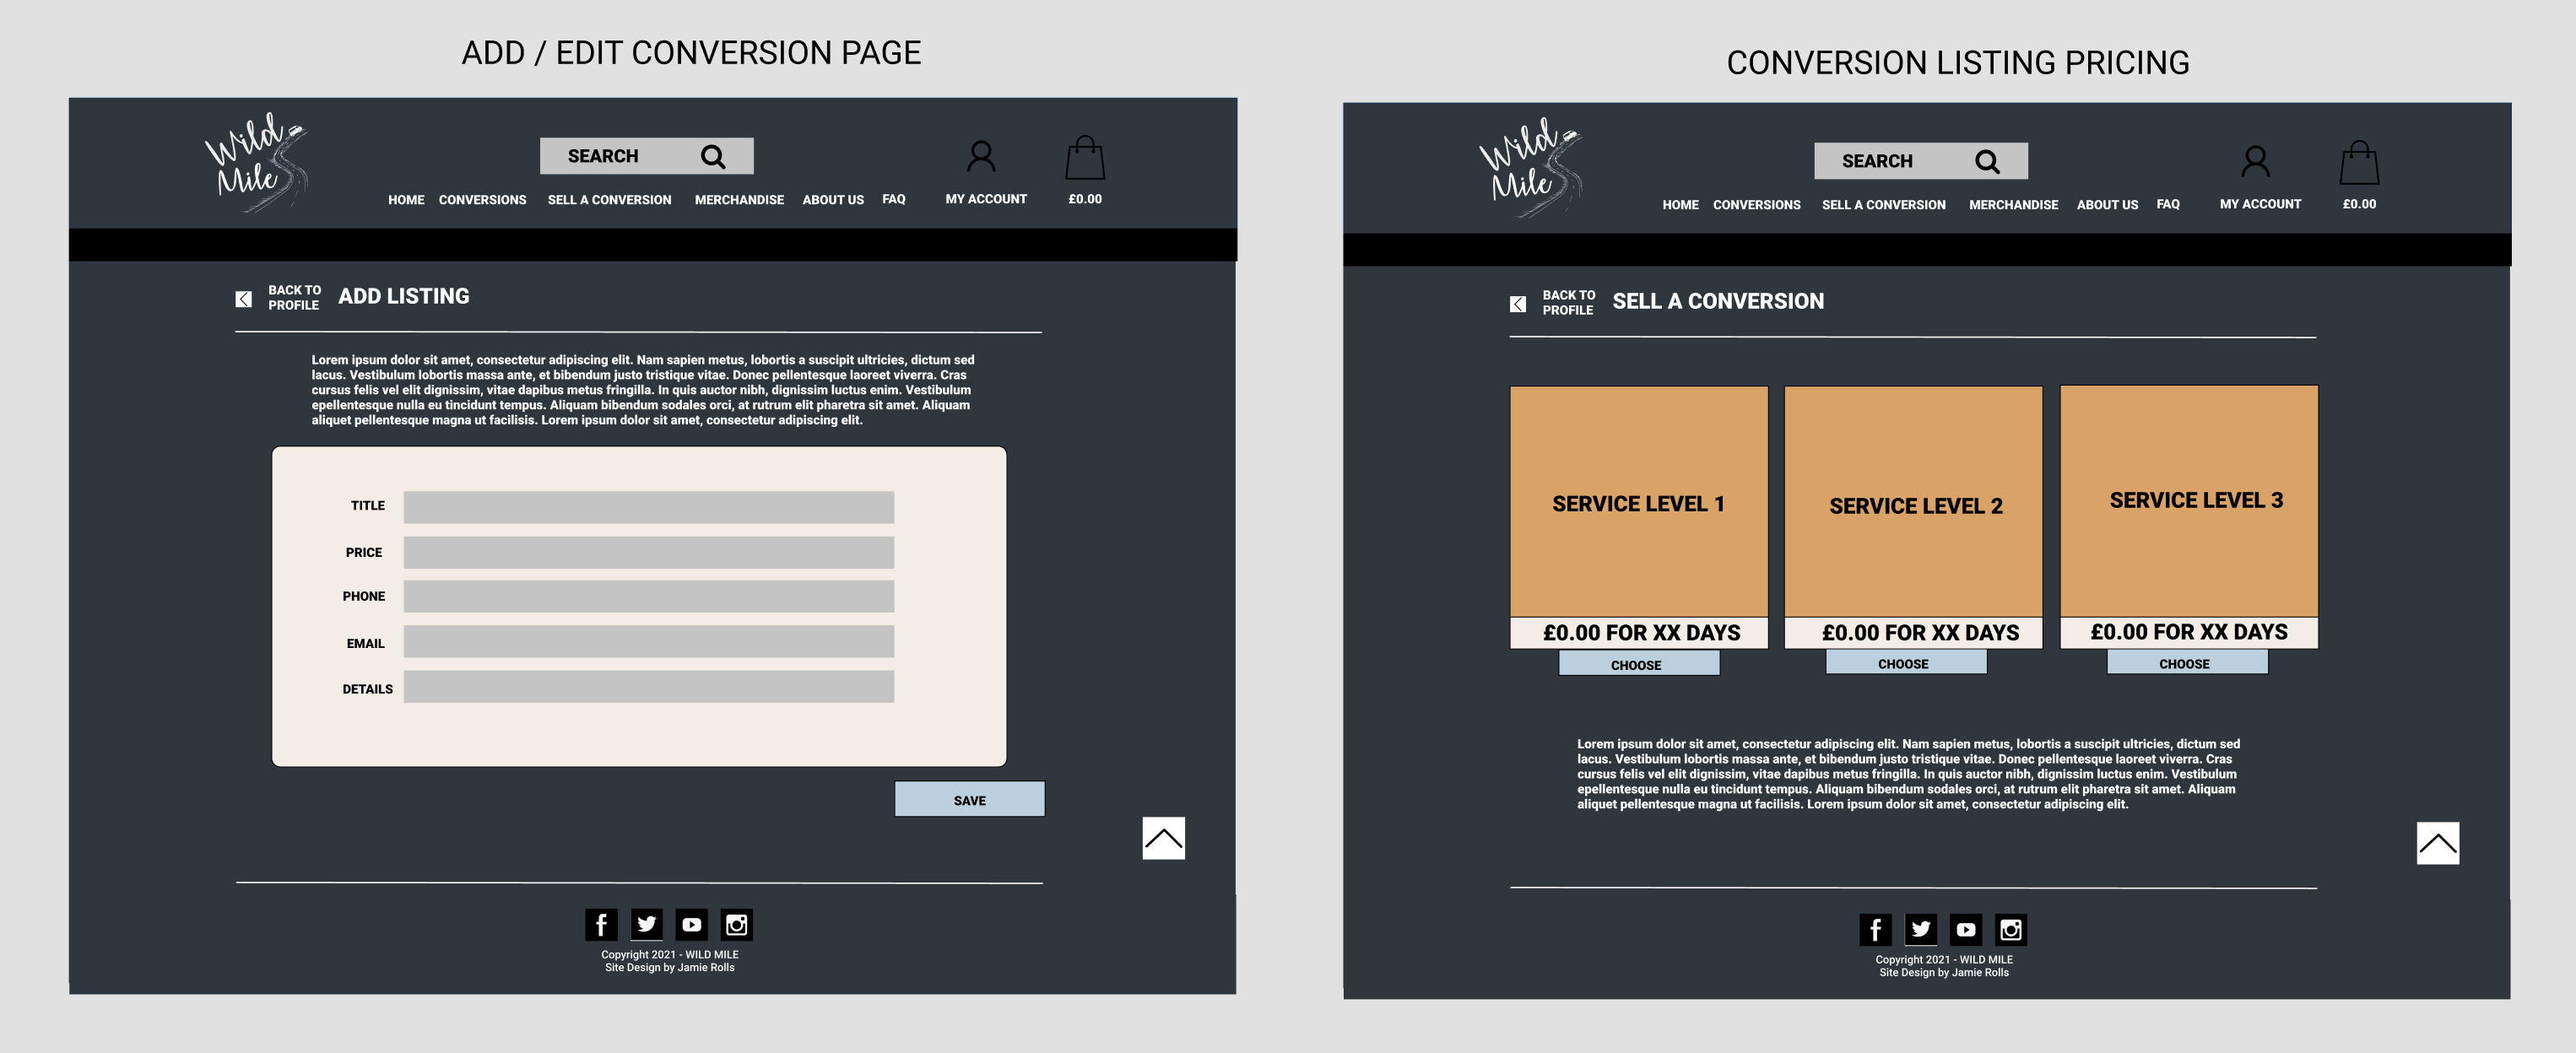 ADD / EDIT CONVERSION PAGE
Wild
Mile
SEARCH
HOME CONVERSIONS SELL A CONVERSION MERCHANDISE ABOUT US FAQ MY ACCOUNT £0.00
BACK TO
PROFILE
ADD LISTING
Lorem ipsum dolor sit amet, consectetur adipiscing elit. Nam sapien metus, lobortis a suscipit ultricies, dictum sed
lacus. Vestibulum lobortis massa ante, et bibendum justo tristique vitae. Donec pellentesque laoreet viverra. Cras
cursus felis vel elit dignissim, vitae dapibus metus fringilla. In quis auctor nibh, dignissim luctus enim. Vestibulum
epellentesque nulla eu tincidunt tempus. Aliquam bibendum sodales orci, at rutrum elit pharetra sit amet. Aliquam
aliquet pellentesque magna ut facilisis. Lorem ipsum dolor sit amet, consectetur adipiscing elit.
TITLE
PRICE
PHONE
EMAIL
DETAILS
SAVE
Copyright 2021 - WILD MILE
Site Design by Jamie Rolls
CONVERSION LISTING PRICING
Wild
Mile
SEARCH
HOME CONVERSIONS SELL A CONVERSION MERCHANDISE ABOUT US FAQ MY ACCOUNT £0.00
BACK TO
PROFILE
SELL A CONVERSION
SERVICE LEVEL 1
£0.00 FOR XX DAYS
CHOOSE
SERVICE LEVEL 2
£0.00 FOR XX DAYS
CHOOSE
SERVICE LEVEL 3
£0.00 FOR XX DAYS
CHOOSE
Lorem ipsum dolor sit amet, consectetur adipiscing elit. Nam sapien metus, lobortis a suscipit ultricies, dictum sed
lacus. Vestibulum lobortis massa ante, et bibendum justo tristique vitae. Donec pellentesque laoreet viverra. Cras
cursus felis vel elit dignissim, vitae dapibus metus fringilla. In quis auctor nibh, dignissim luctus enim. Vestibulum
epellentesque nulla eu tincidunt tempus. Aliquam bibendum sodales orci, at rutrum elit pharetra sit amet. Aliquam
aliquet pellentesque magna ut facilisis. Lorem ipsum dolor sit amet, consectetur adipiscing elit.
Copyright 2021 - WILD MILE
Site Design by Jamie Rolls